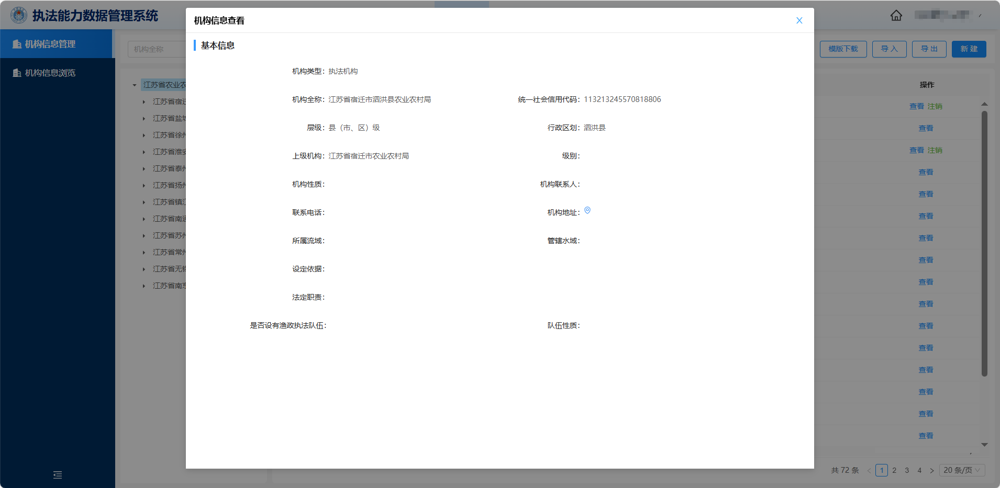 执法能力数据管理系统
机构信息管理
机构信息浏览
机构全称
模版下载
导 入
导 出
新 建
江苏省农业农
江苏省宿迁
江苏省盐城
江苏省徐州
江苏省淮安
江苏省泰州
江苏省扬州
江苏省镇江
江苏省南通
江苏省苏州
江苏省常州
江苏省无锡
江苏省南京
机构信息查看
基本信息
机构类型：执法机构
机构全称：江苏省宿迁市泗洪县农业农村局
统一社会信用代码：113213245570818806
层级：县（市、区）级
行政区划：泗洪县
上级机构：江苏省宿迁市农业农村局
级别：
机构性质：
机构联系人：
联系电话：
机构地址：
所属流域：
管辖水域：
设定依据：
法定职责：
是否设有渔政执法队伍：
队伍性质：
操作
查看 注销
查看
查看 注销
查看
查看
查看
查看
查看
查看
查看
查看
查看
查看
查看
查看
查看
共 72 条 < 1 2 3 4 > 20 条/页